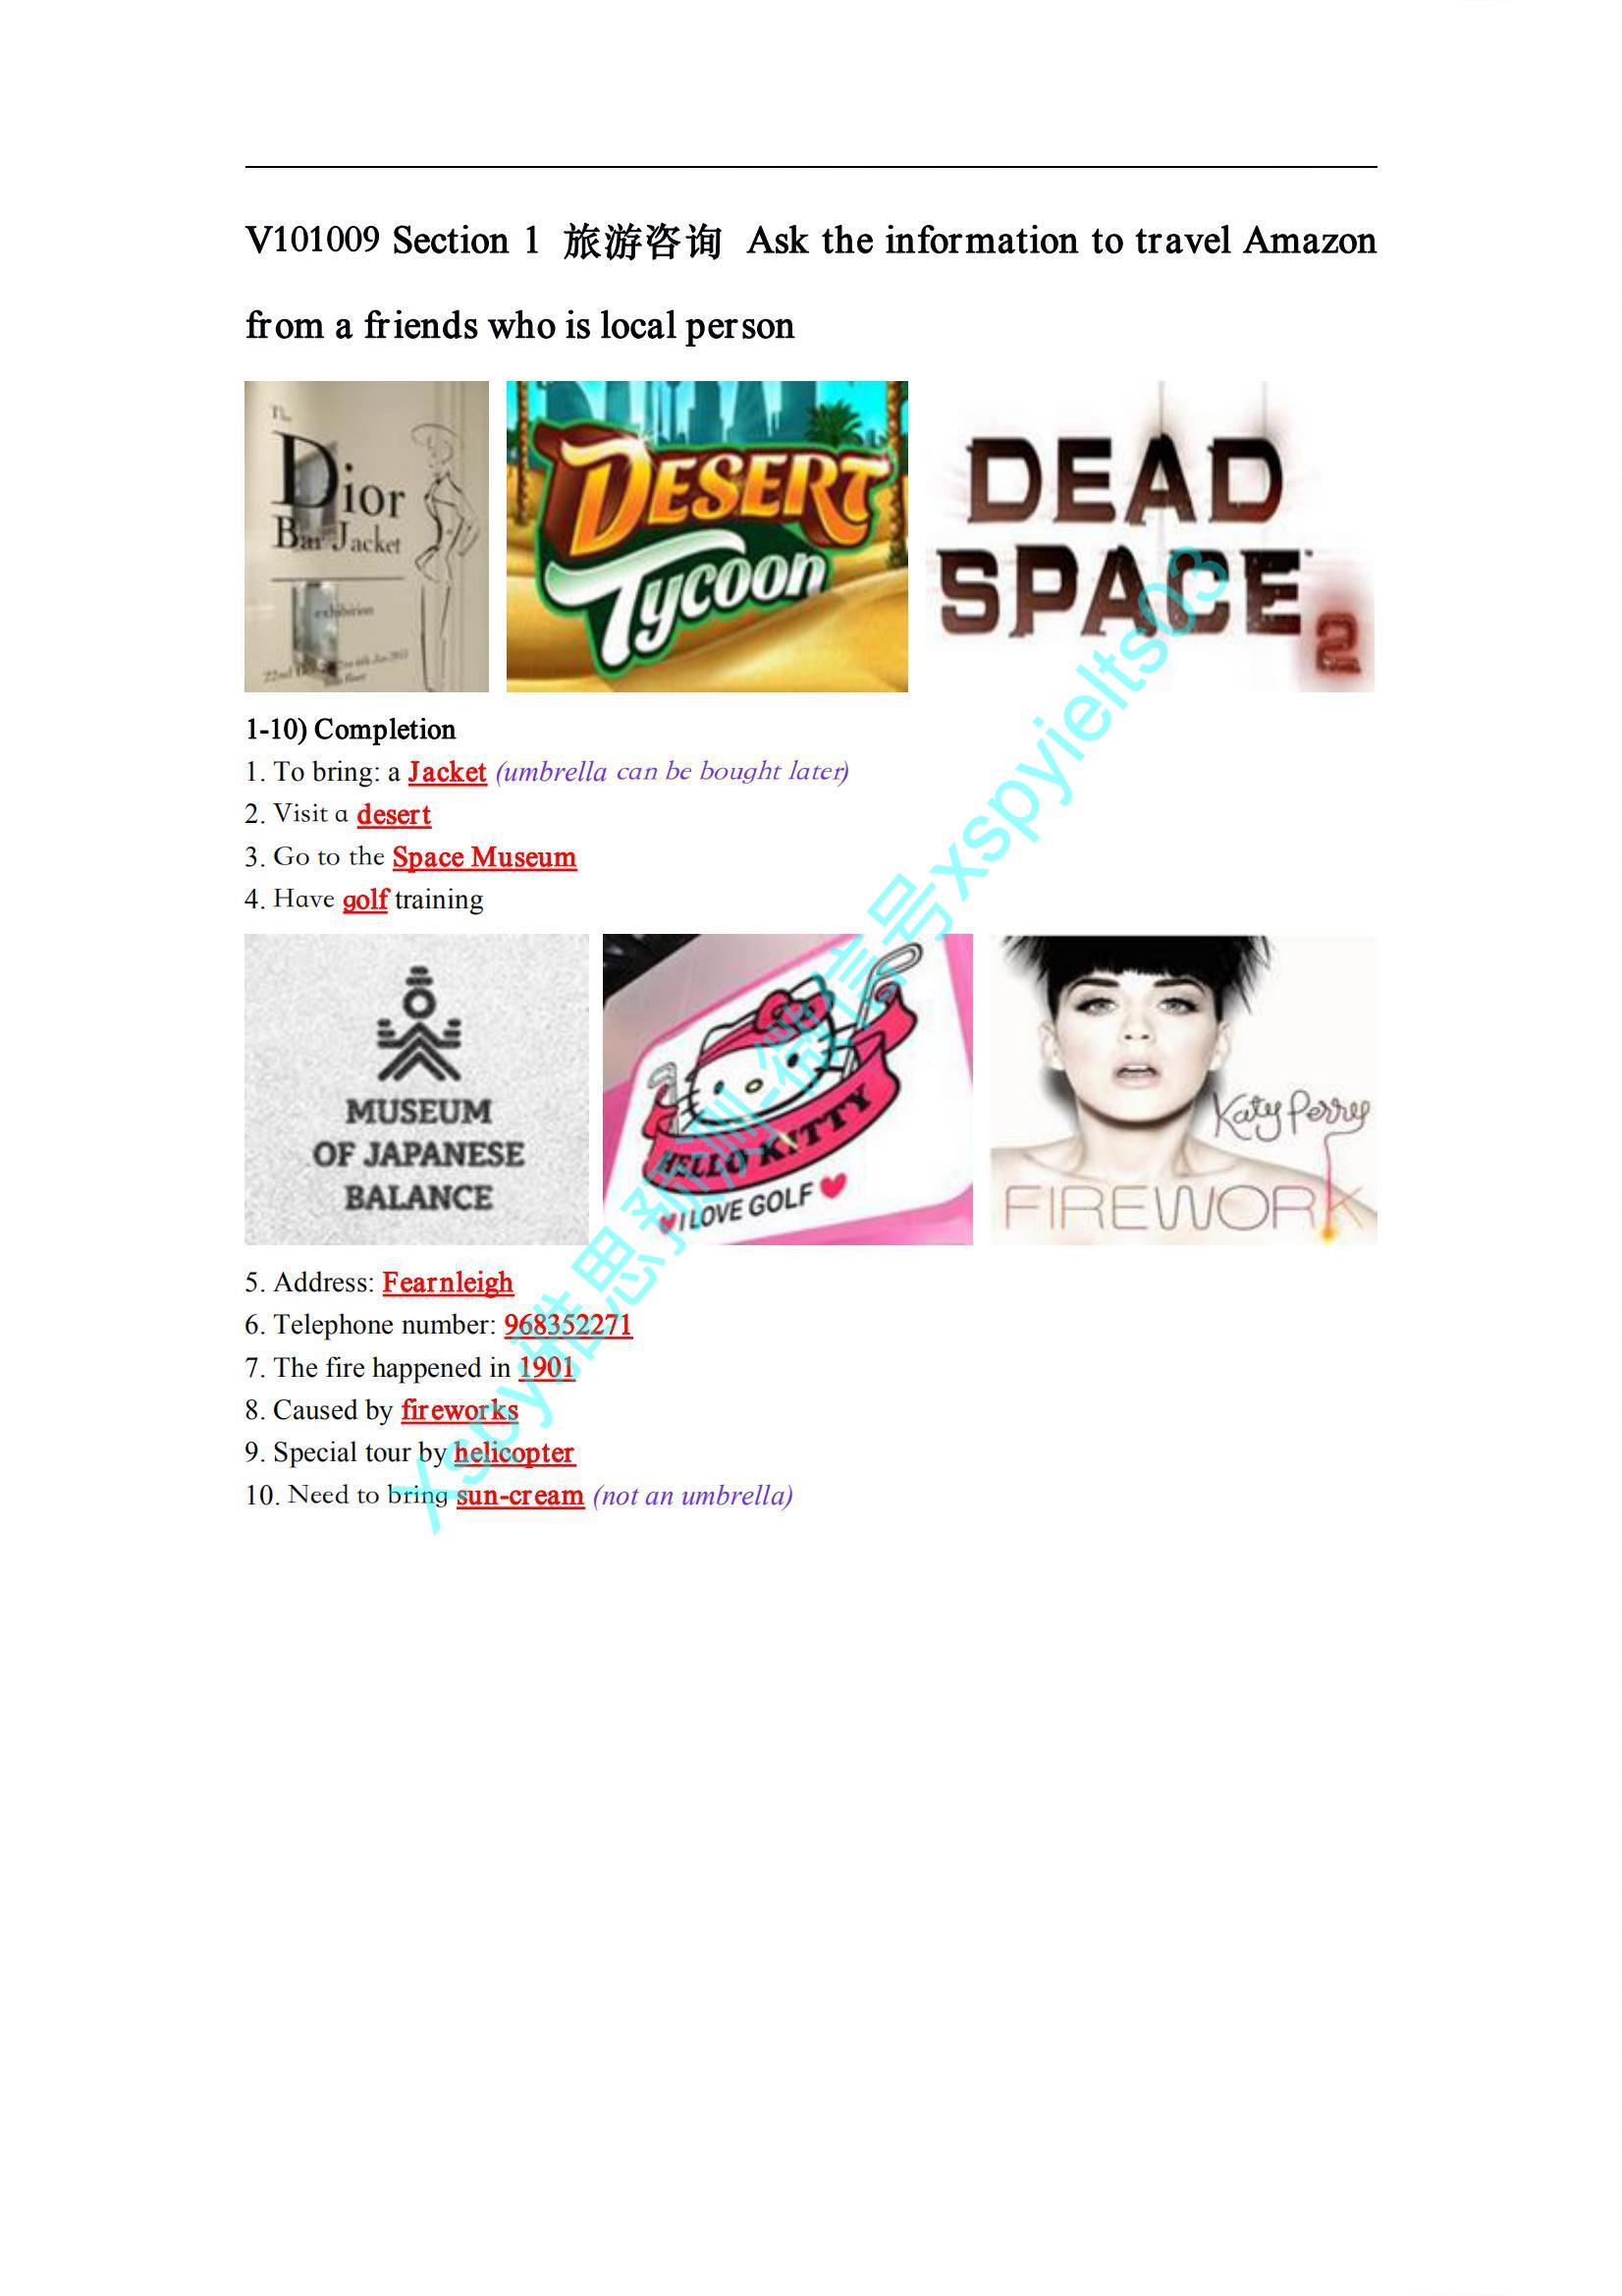 V101009 Section 1 旅游咨询 Ask the information to travel Amazon
from a friends who is local person
The
Dior
Bar Jacket
exhibition
DESERT
Tycoon
DEAD
SPACE
2
1-10) Completion
1. To bring: a Jacket (umbrella can be bought later)
2. Visit a desert
3. Go to the Space Museum
4. Have golf training
MUSEUM
OF JAPANESE
BALANCE
HELLO KITTY
I LOVE GOLF
Katy Perry
FIREWORK
5. Address: Fearnleigh
6. Telephone number: 968352271
7. The fire happened in 1901
8. Caused by fireworks
9. Special tour by helicopter
10. Need to bring sun-cream (not an umbrella)
Xspy雅思预测-微信号xspyielts03